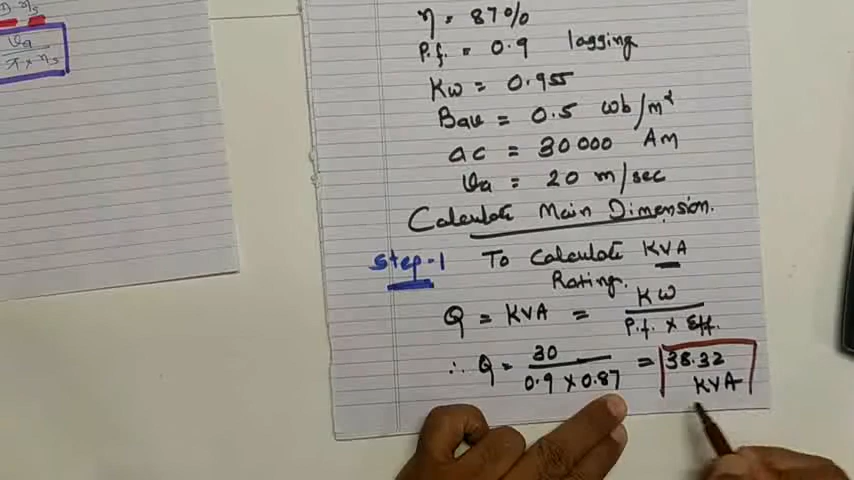 Va
π × ηs
η = 87%
P.f. = 0.9 lagging
Kw = 0.955
Bav = 0.5 wb/m²
ac = 30000 Am
Va = 20 m/sec
Calculate Main Dimension.
Step-1 To Calculate KVA
Rating.
Q = KVA = KW / P.f. × Eff.
∴ Q = 30 / 0.9 × 0.87 = 38.32
KVA